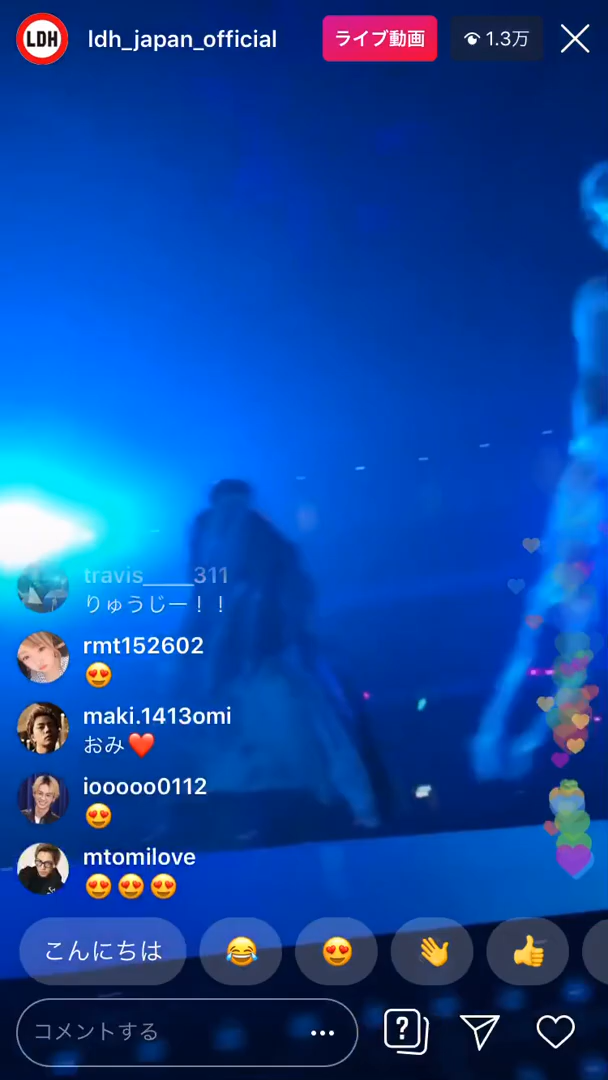 LDH
ldh_japan_official
ライブ動画
1.3万
travis_____311
りゅうじー！！
rmt152602
😍
maki.1413omi
おみ❤️
iooooo0112
😍
mtomilove
😍😍😍
こんにちは
😂 😍 👋 👍
コメントする
?